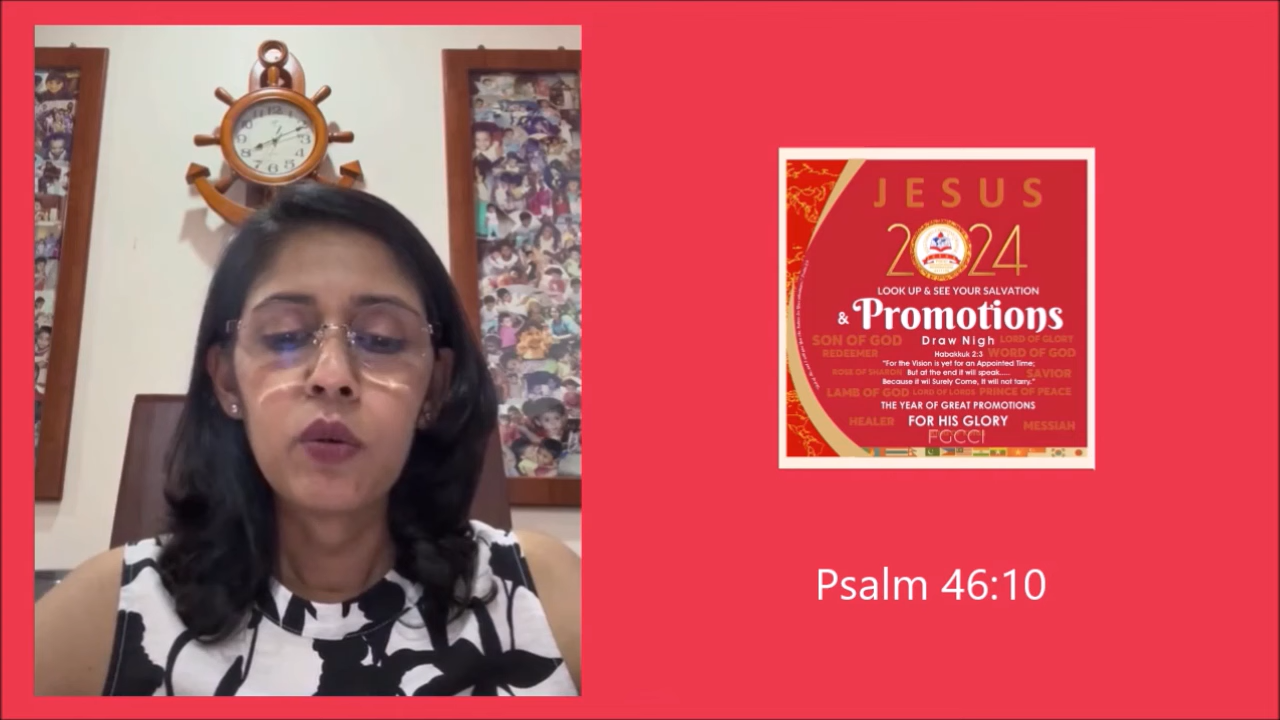 JESUS
2024
LOOK UP & SEE YOUR SALVATION
& Promotions
SON OF GOD Draw Nigh LORD OF GLORY
REDEEMER Habakkuk 2:3 WORD OF GOD
"For the Vision is yet for an Appointed Time;
ROSE OF SHARON But at the end it will speak..... SAVIOR
Because it wil Surely Come, it will not tarry."
LAMB OF GOD LORD OF LORDS PRINCE OF PEACE
THE YEAR OF GREAT PROMOTIONS
HEALER FOR HIS GLORY MESSIAH
FGCCI
Psalm 46:10